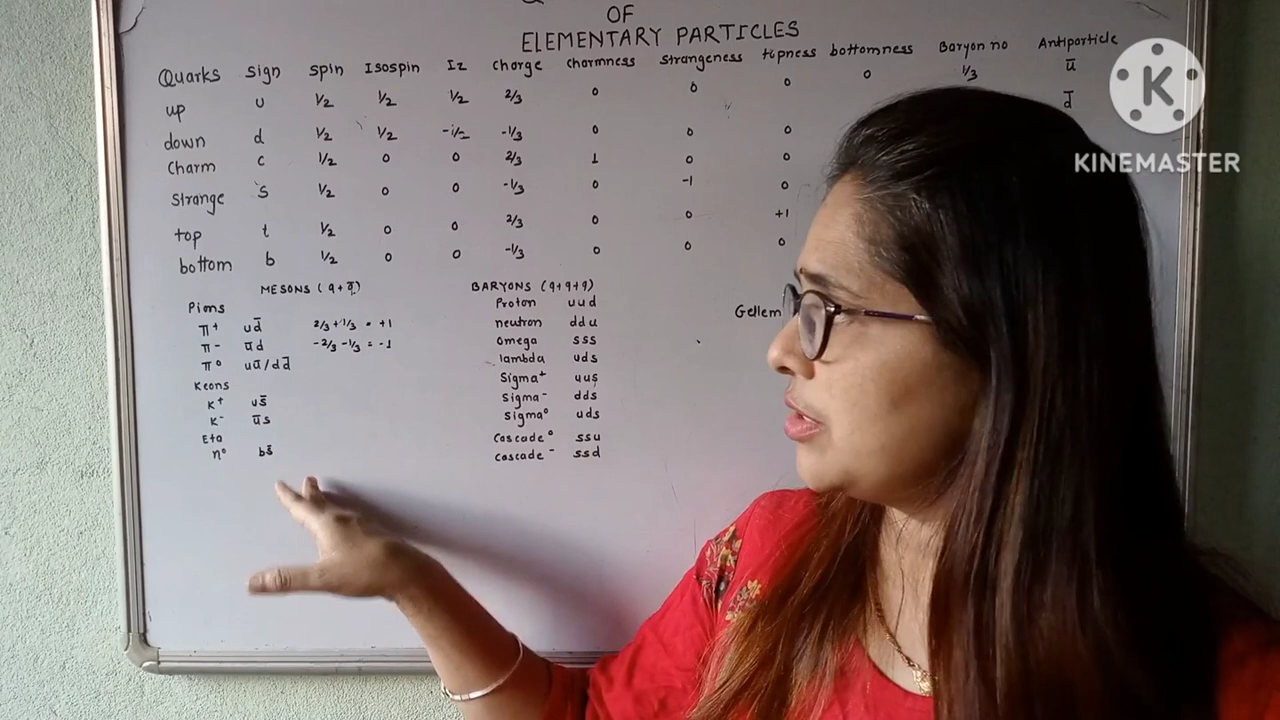 OF
ELEMENTARY PARTICLES
Quarks sign spin Isospin Iz charge charmness strangeness topness bottomness Baryon no Antiparticle
up u 1/2 1/2 1/2 2/3 0 0 0 0 1/3 ū
down d 1/2 1/2 -1/2 -1/3 0 0 0 d̄
Charm c 1/2 0 0 2/3 1 0 0
strange s 1/2 0 0 -1/3 0 -1 0
top t 1/2 0 0 2/3 0 0 +1
bottom b 1/2 0 0 -1/3 0 0 0
MESONS (q+q̄)
Pions
π+ ud̄ 2/3+1/3 = +1
π- ūd -2/3-1/3 = -1
π0 uū/dd̄
Keons
K+ us̄
K- ūs
Eta
η0 bs̄
BARYONS (q+q+q)
Proton uud
neutron ddu
Omega sss
lambda uds
Sigma+ uus
Sigma- dds
Sigma0 uds
Cascade0 ssu
cascade- ssd
Gellem
K
KINEMASTER